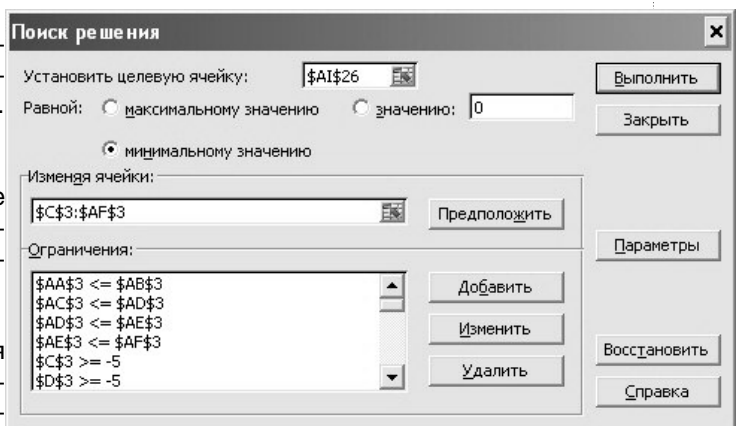 Поиск решения
Установить целевую ячейку: $AI$26
Равной: максимальному значению значению: 0
минимальному значению
Изменяя ячейки:
$C$3:$AF$3
Предположить
Ограничения:
$AA$3 <= $AB$3
$AC$3 <= $AD$3
$AD$3 <= $AE$3
$AE$3 <= $AF$3
$C$3 >= -5
$D$3 >= -5
Добавить
Изменить
Удалить
Выполнить
Закрыть
Параметры
Восстановить
Справка
е
я